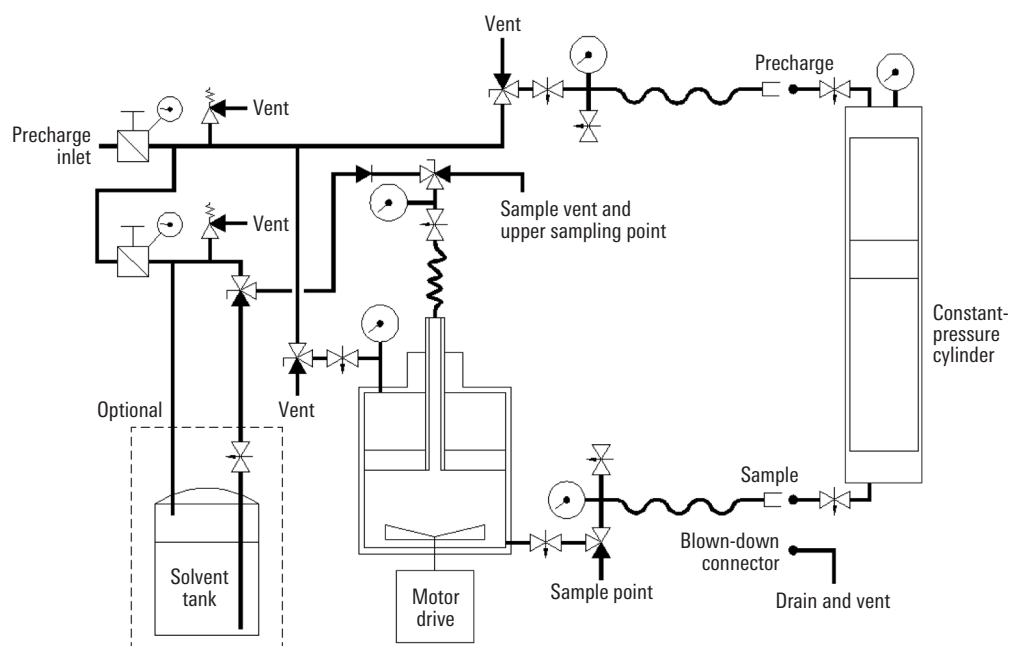 Vent
Precharge
Vent
Precharge
inlet
Sample vent and
upper sampling point
Vent
Constant-
pressure
cylinder
Optional
Vent
Sample
Solvent
tank
Motor
drive
Sample point
Blown-down
connector
Drain and vent